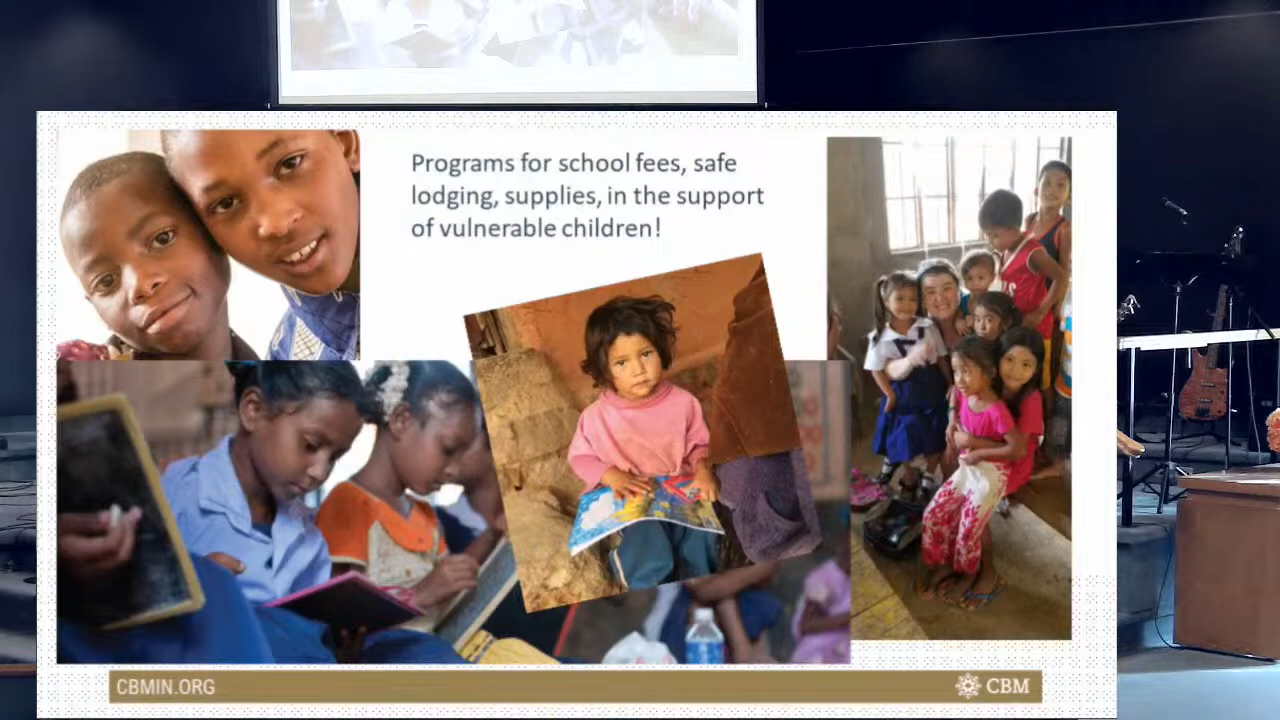 Programs for school fees, safe
lodging, supplies, in the support
of vulnerable children!
CBMIN.ORG
CBM